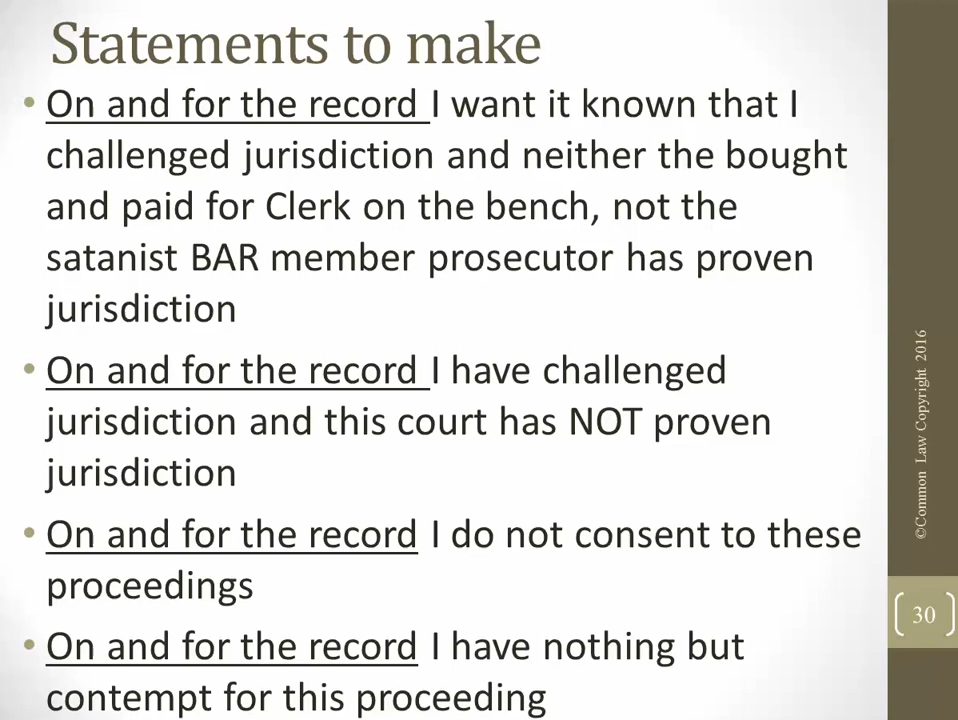 Statements to make
• On and for the record I want it known that I
challenged jurisdiction and neither the bought
and paid for Clerk on the bench, not the
satanist BAR member prosecutor has proven
jurisdiction
• On and for the record I have challenged
jurisdiction and this court has NOT proven
jurisdiction
• On and for the record I do not consent to these
proceedings
• On and for the record I have nothing but
contempt for this proceeding
©Common Law Copyright 2016
30